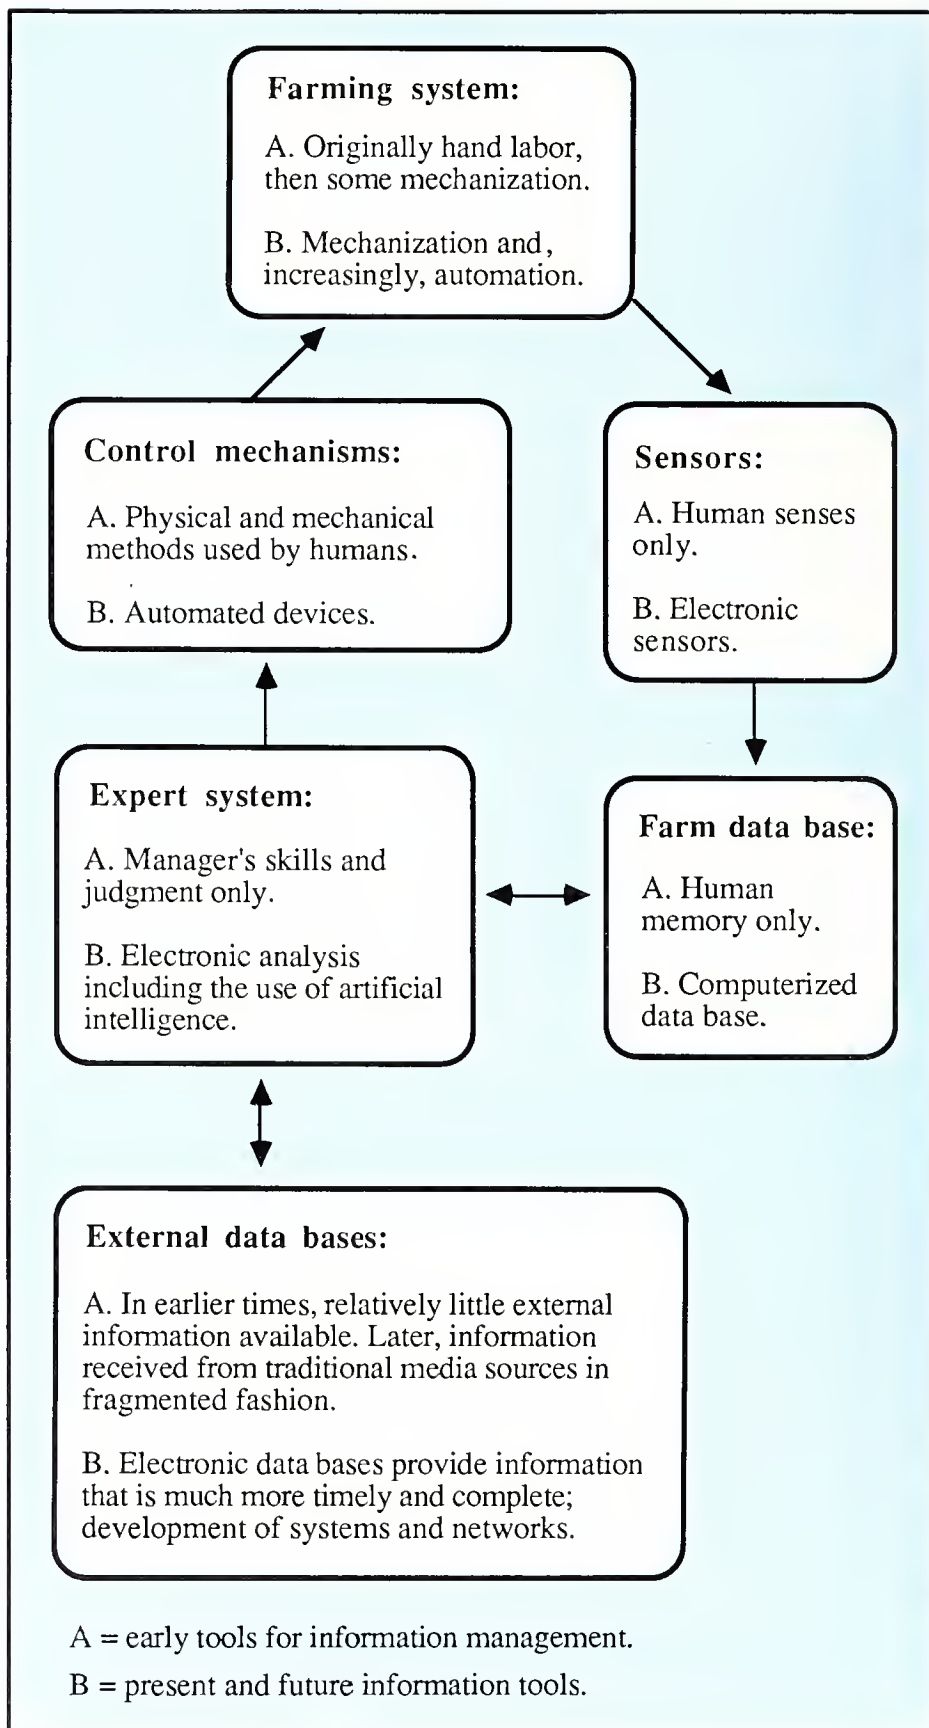 Farming system:
A. Originally hand labor,
then some mechanization.
B. Mechanization and,
increasingly, automation.
Control mechanisms:
A. Physical and mechanical
methods used by humans.
B. Automated devices.
Sensors:
A. Human senses
only.
B. Electronic
sensors.
Expert system:
A. Manager's skills and
judgment only.
B. Electronic analysis
including the use of artificial
intelligence.
Farm data base:
A. Human
memory only.
B. Computerized
data base.
External data bases:
A. In earlier times, relatively little external
information available. Later, information
received from traditional media sources in
fragmented fashion.
B. Electronic data bases provide information
that is much more timely and complete;
development of systems and networks.
A = early tools for information management.
B = present and future information tools.